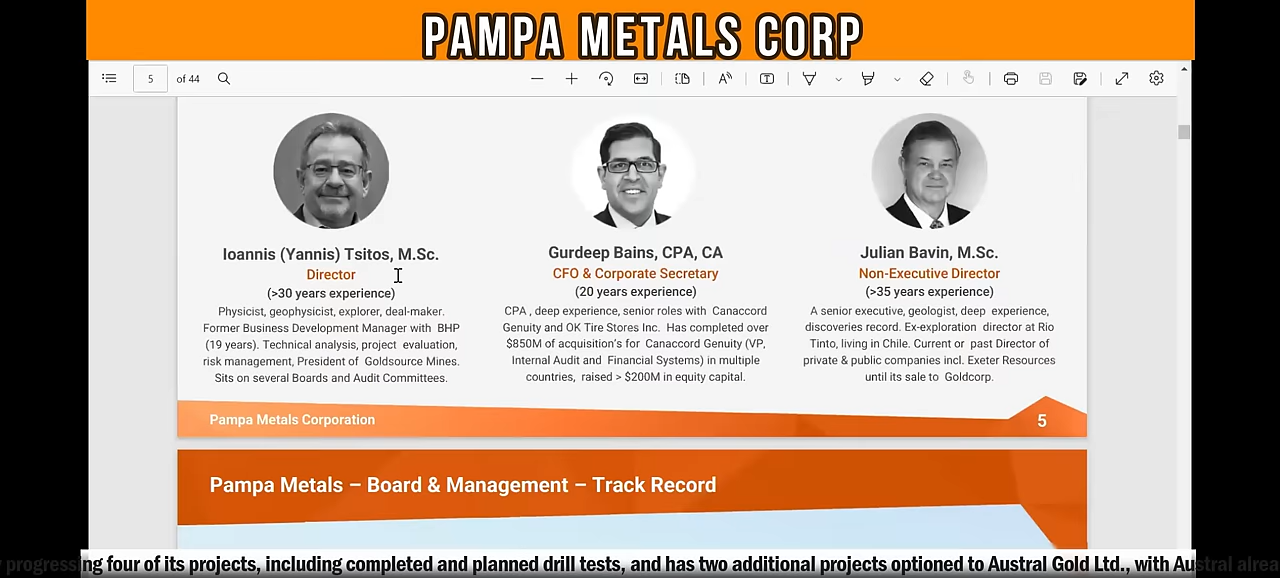 PAMPA METALS CORP
5 of 44
Ioannis (Yannis) Tsitos, M.Sc.
Director
(>30 years experience)
Physicist, geophysicist, explorer, deal-maker.
Former Business Development Manager with BHP
(19 years). Technical analysis, project evaluation,
risk management, President of Goldsource Mines.
Sits on several Boards and Audit Committees.
Gurdeep Bains, CPA, CA
CFO & Corporate Secretary
(20 years experience)
CPA , deep experience, senior roles with Canaccord
Genuity and OK Tire Stores Inc. Has completed over
$850M of acquisition's for Canaccord Genuity (VP,
Internal Audit and Financial Systems) in multiple
countries, raised > $200M in equity capital.
Julian Bavin, M.Sc.
Non-Executive Director
(>35 years experience)
A senior executive, geologist, deep experience,
discoveries record. Ex-exploration director at Rio
Tinto, living in Chile. Current or past Director of
private & public companies incl. Exeter Resources
until its sale to Goldcorp.
Pampa Metals Corporation
5
Pampa Metals – Board & Management – Track Record
progressing four of its projects, including completed and planned drill tests, and has two additional projects optioned to Austral Gold Ltd., with Austral alrea